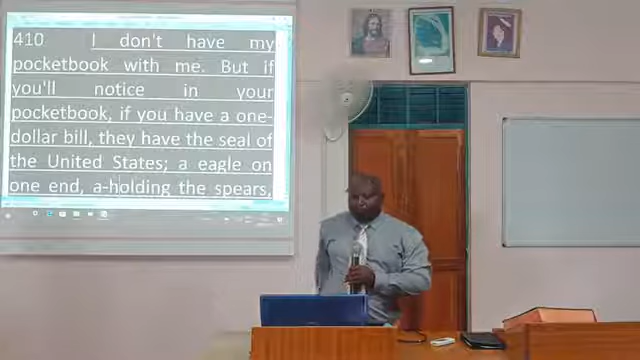 410 I don't have my
pocketbook with me. But if
you'll notice in your
pocketbook, if you have a one-
dollar bill, they have the seal of
the United States; a eagle on
one end, a-holding the spears,